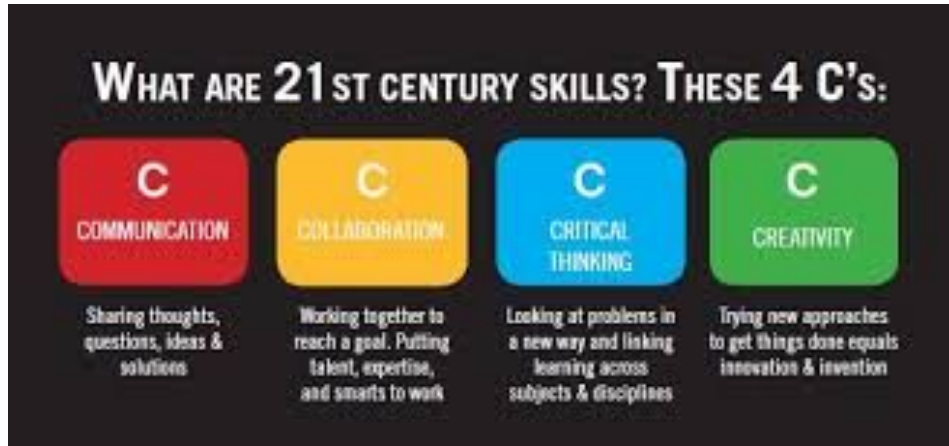 WHAT ARE 21ST CENTURY SKILLS? THESE 4 C'S:
C
COMMUNICATION
Sharing thoughts,
questions, ideas &
solutions
C
COLLABORATION
Working together to
reach a goal. Putting
talent, expertise,
and smarts to work
C
CRITICAL
THINKING
Looking at problems in
a new way and linking
learning across
subjects & disciplines
C
CREATIVITY
Trying new approaches
to get things done equals
innovation & invention